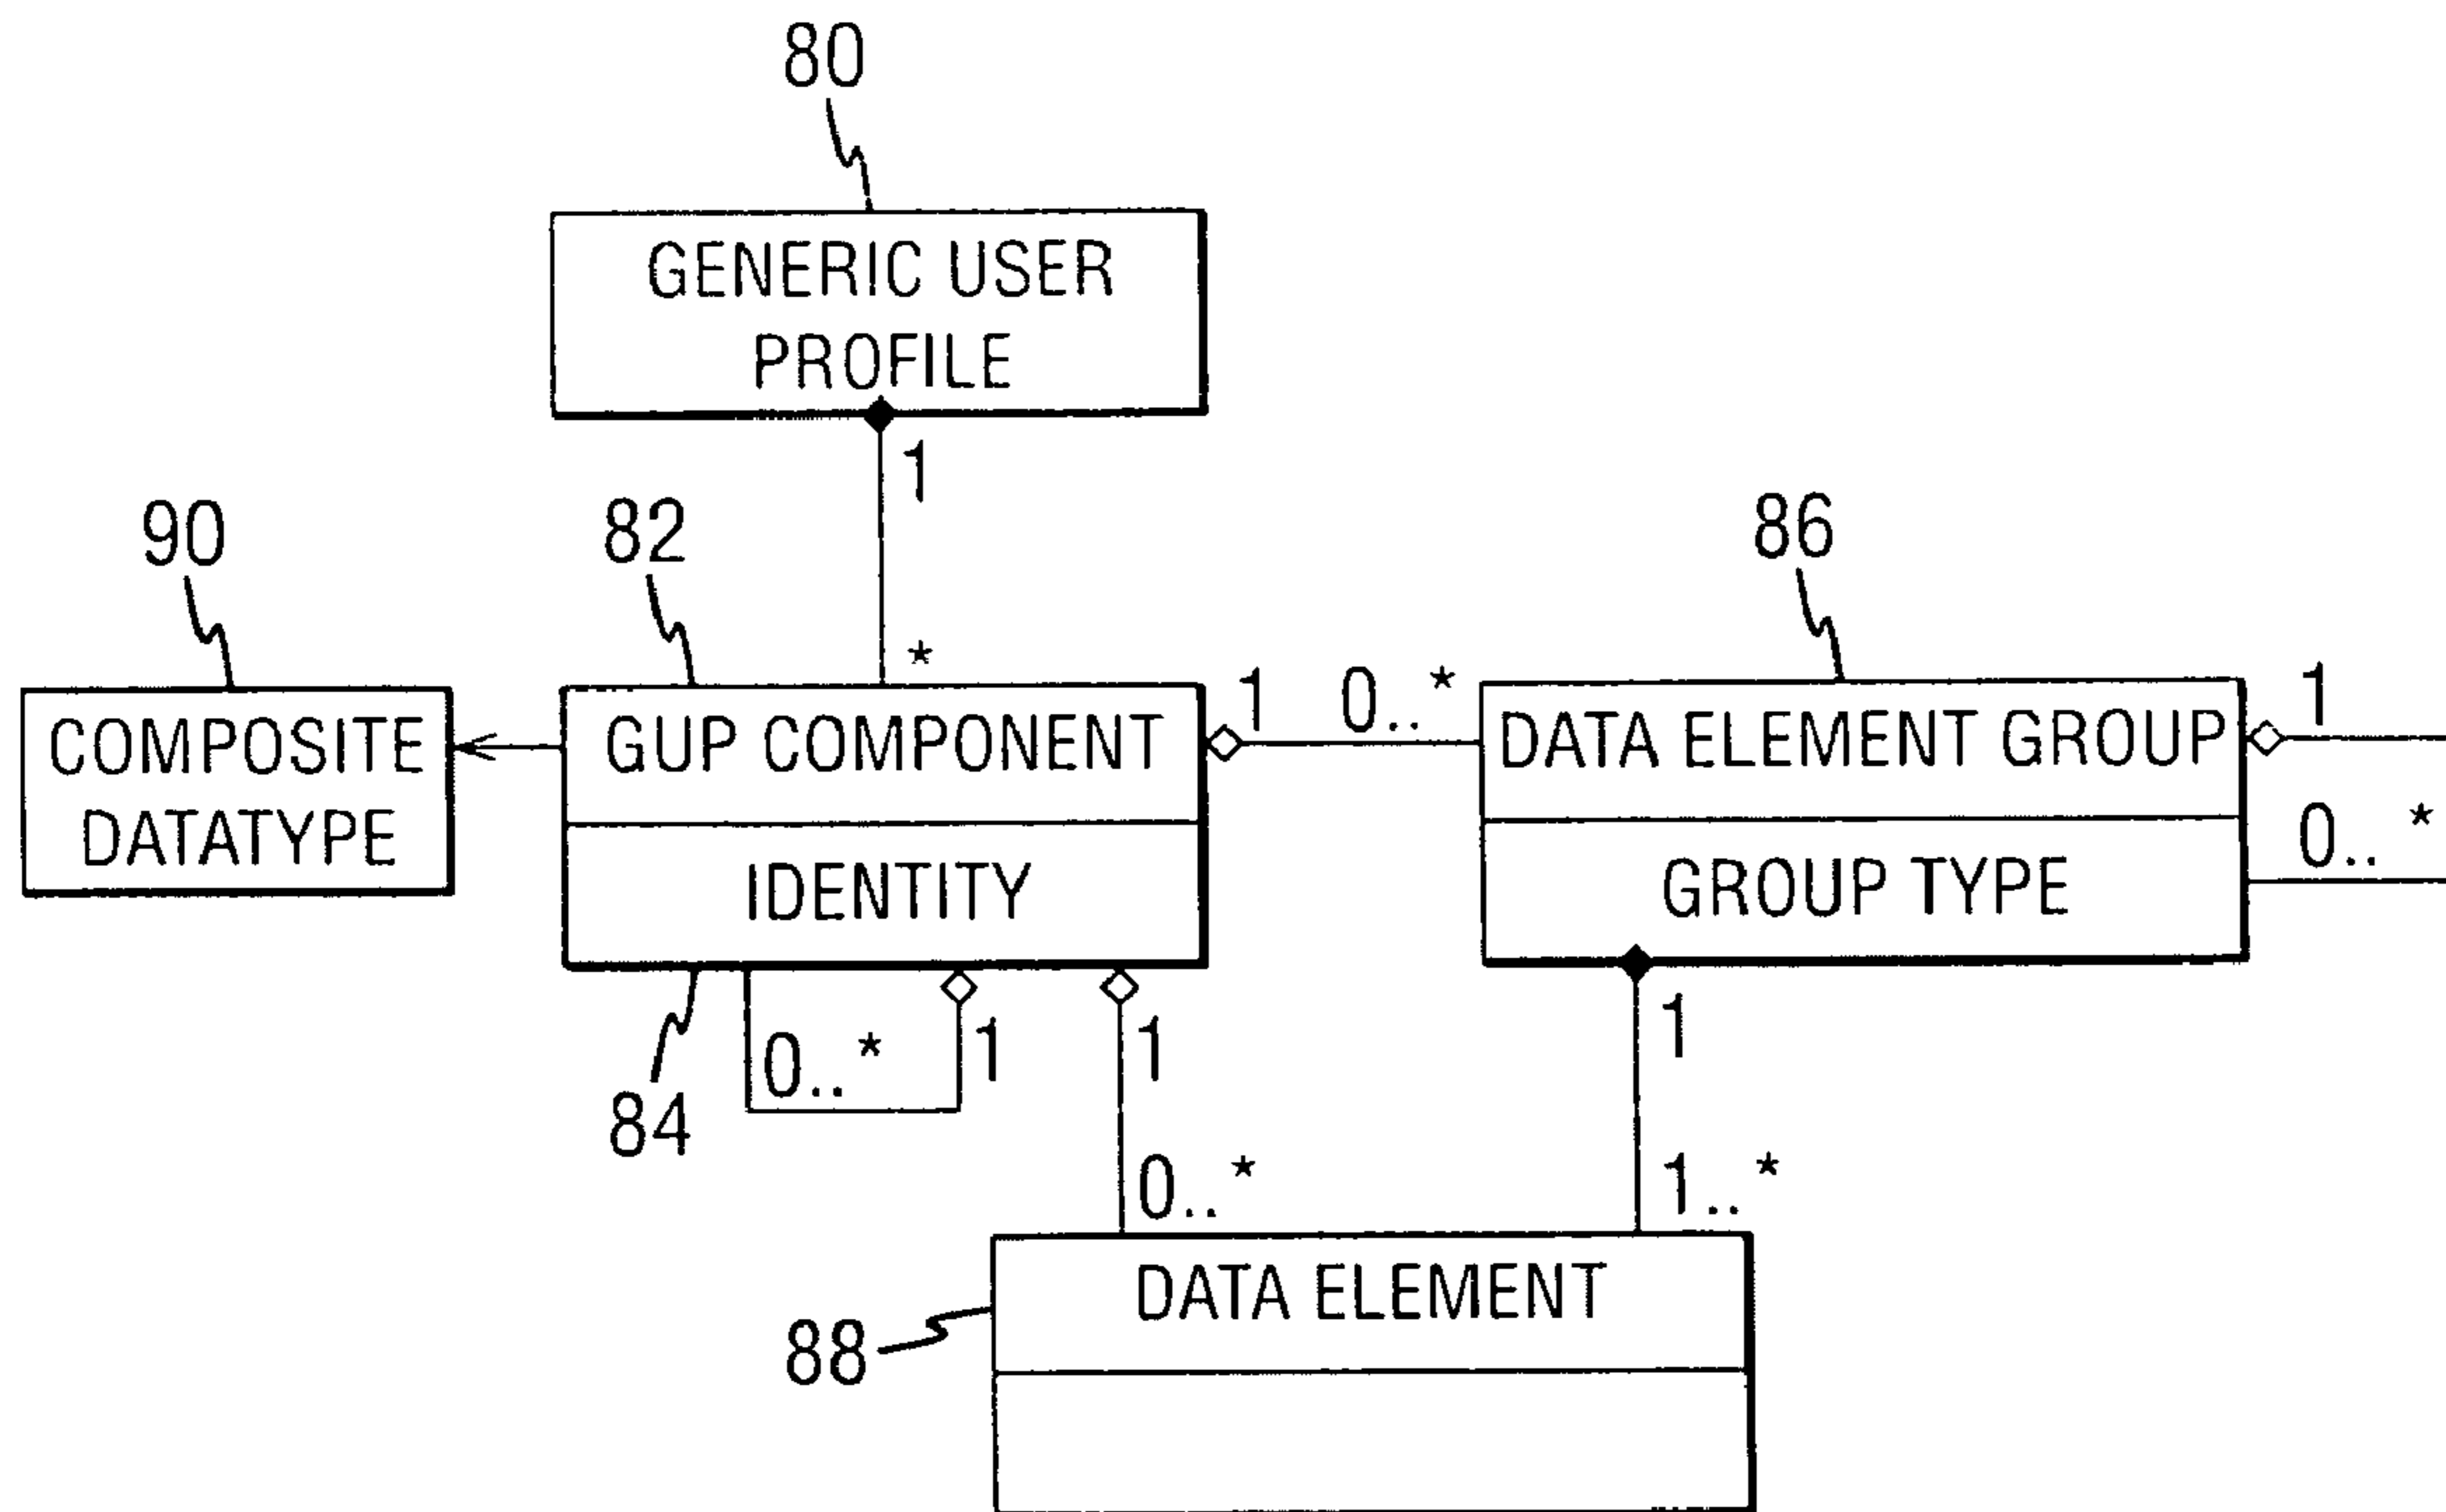 80
GENERIC USER
PROFILE
1
90
82
86
*
COMPOSITE
DATATYPE
GUP COMPONENT
IDENTITY
1 0..*
DATA ELEMENT GROUP
GROUP TYPE
1
0..*
84
0..* 1
1
0..*
1
1..*
88
DATA ELEMENT